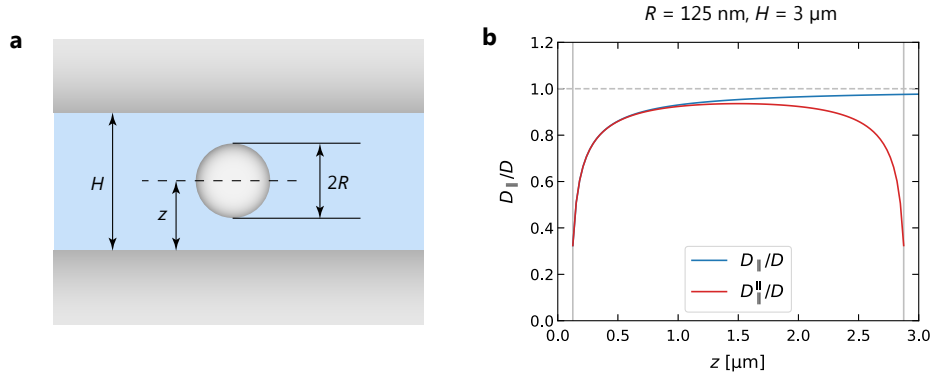 a
H
z
2R
R = 125 nm, H = 3 μm
b
D∥/D
1.2
1.0
0.8
0.6
0.4
0.2
0.0
D∥/D
D∥II/D
0.0 0.5 1.0 1.5 2.0 2.5 3.0
z [μm]